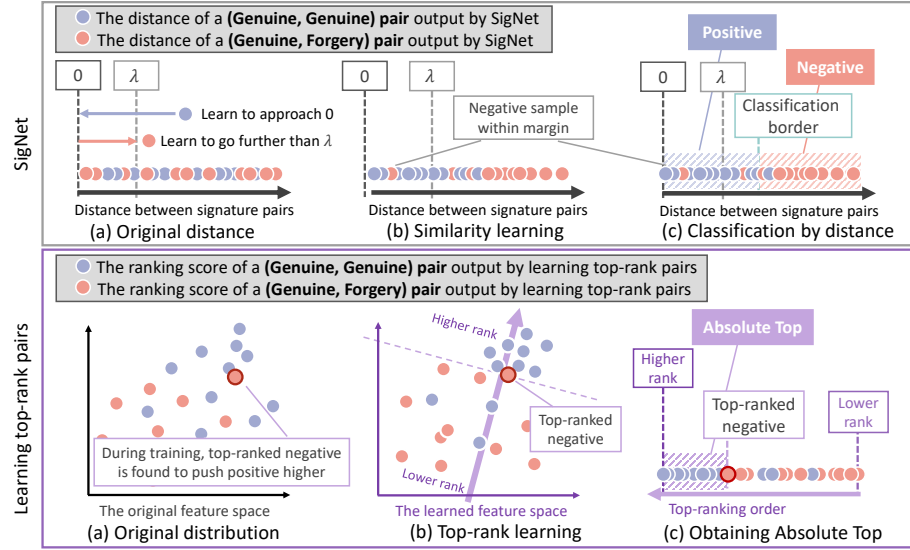 The distance of a (Genuine, Genuine) pair output by SigNet
The distance of a (Genuine, Forgery) pair output by SigNet
SigNet
0
λ
Learn to approach 0
Learn to go further than λ
Distance between signature pairs
(a) Original distance
0
λ
Negative sample
within margin
Distance between signature pairs
(b) Similarity learning
Positive
Negative
0
λ
Classification
border
Distance between signature pairs
(c) Classification by distance
Learning top-rank pairs
The ranking score of a (Genuine, Genuine) pair output by learning top-rank pairs
The ranking score of a (Genuine, Forgery) pair output by learning top-rank pairs
During training, top-ranked negative
is found to push positive higher
The original feature space
(a) Original distribution
Higher rank
Top-ranked
negative
Lower rank
The learned feature space
(b) Top-rank learning
Absolute Top
Higher
rank
Top-ranked
negative
Lower
rank
Top-ranking order
(c) Obtaining Absolute Top